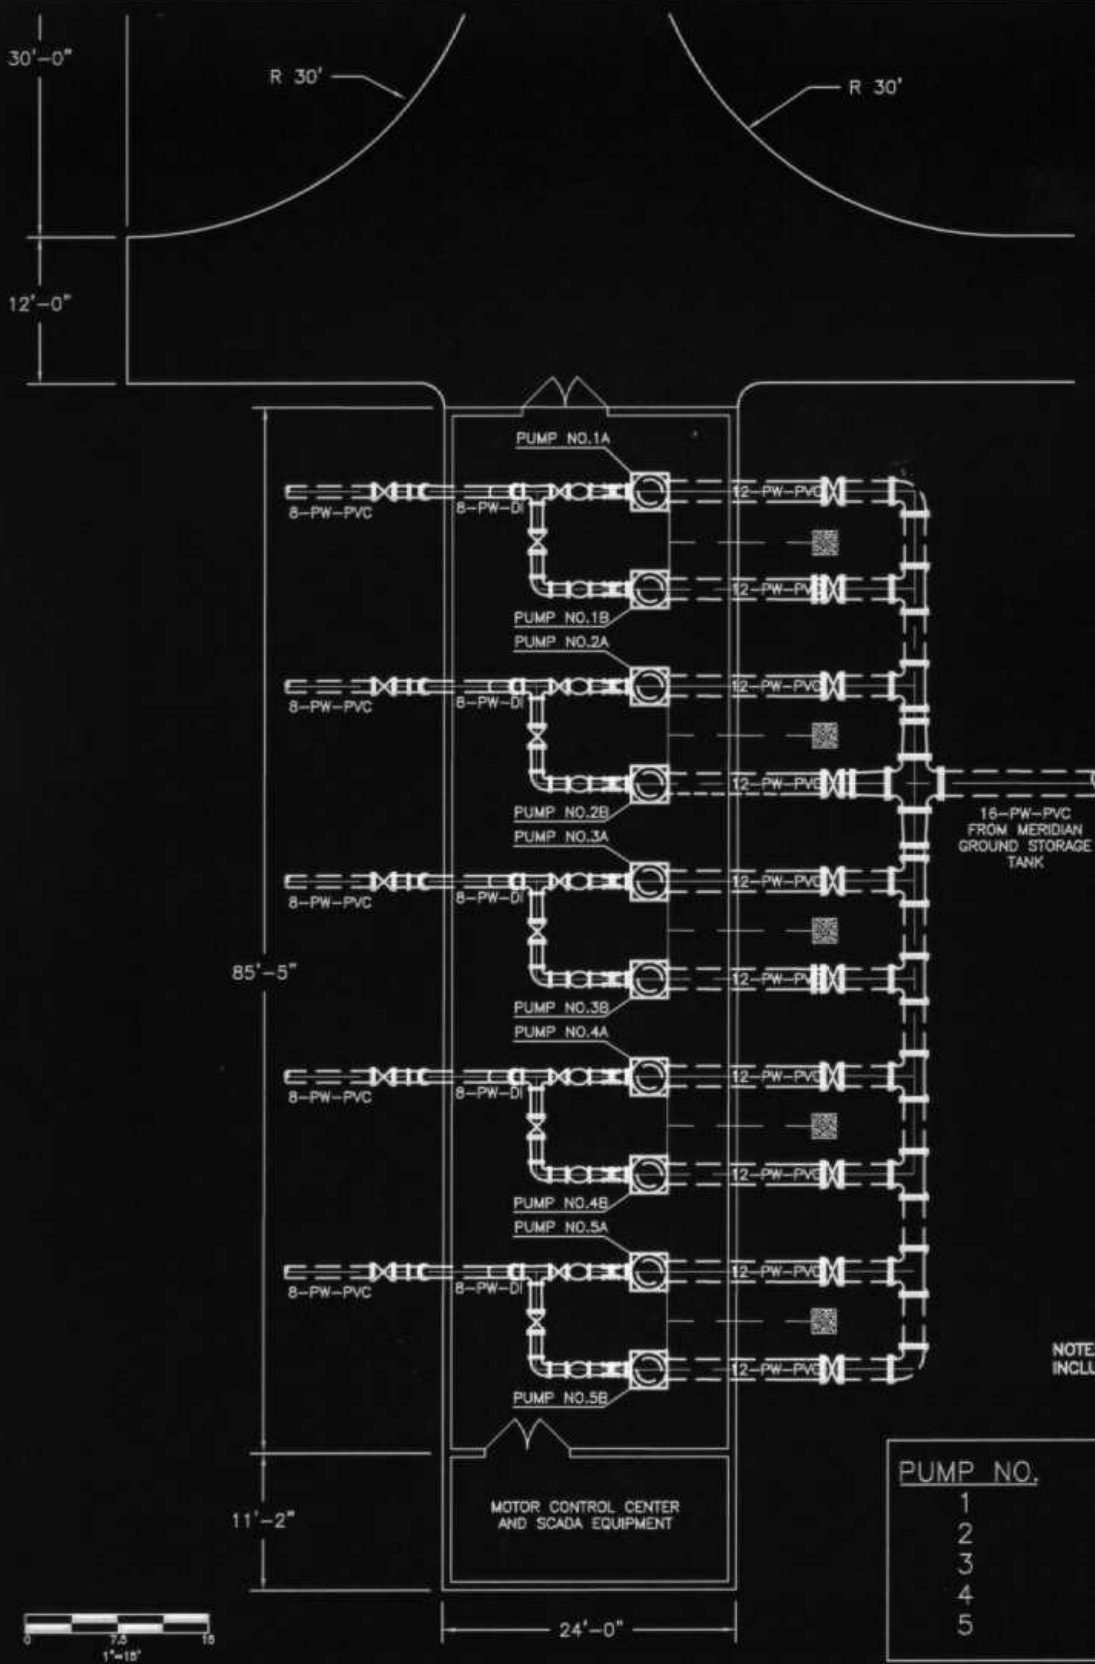 30'-0"
R 30'
R 30'
12'-0"
PUMP NO.1A
8-PW-PVC
8-PW-DI
12-PW-PVC
PUMP NO.1B
12-PW-PVC
PUMP NO.2A
8-PW-PVC
8-PW-DI
12-PW-PVC
PUMP NO.2B
12-PW-PVC
16-PW-PVC
FROM MERIDIAN
GROUND STORAGE
TANK
PUMP NO.3A
8-PW-PVC
8-PW-DI
12-PW-PVC
85'-5"
PUMP NO.3B
12-PW-PVC
PUMP NO.4A
8-PW-PVC
8-PW-DI
12-PW-PVC
PUMP NO.4B
12-PW-PVC
PUMP NO.5A
8-PW-PVC
8-PW-DI
12-PW-PVC
PUMP NO.5B
12-PW-PVC
NOTE
INCLU
11'-2"
MOTOR CONTROL CENTER
AND SCADA EQUIPMENT
PUMP NO.
1
2
3
4
5
24'-0"
0 7.5 15
1"=15'